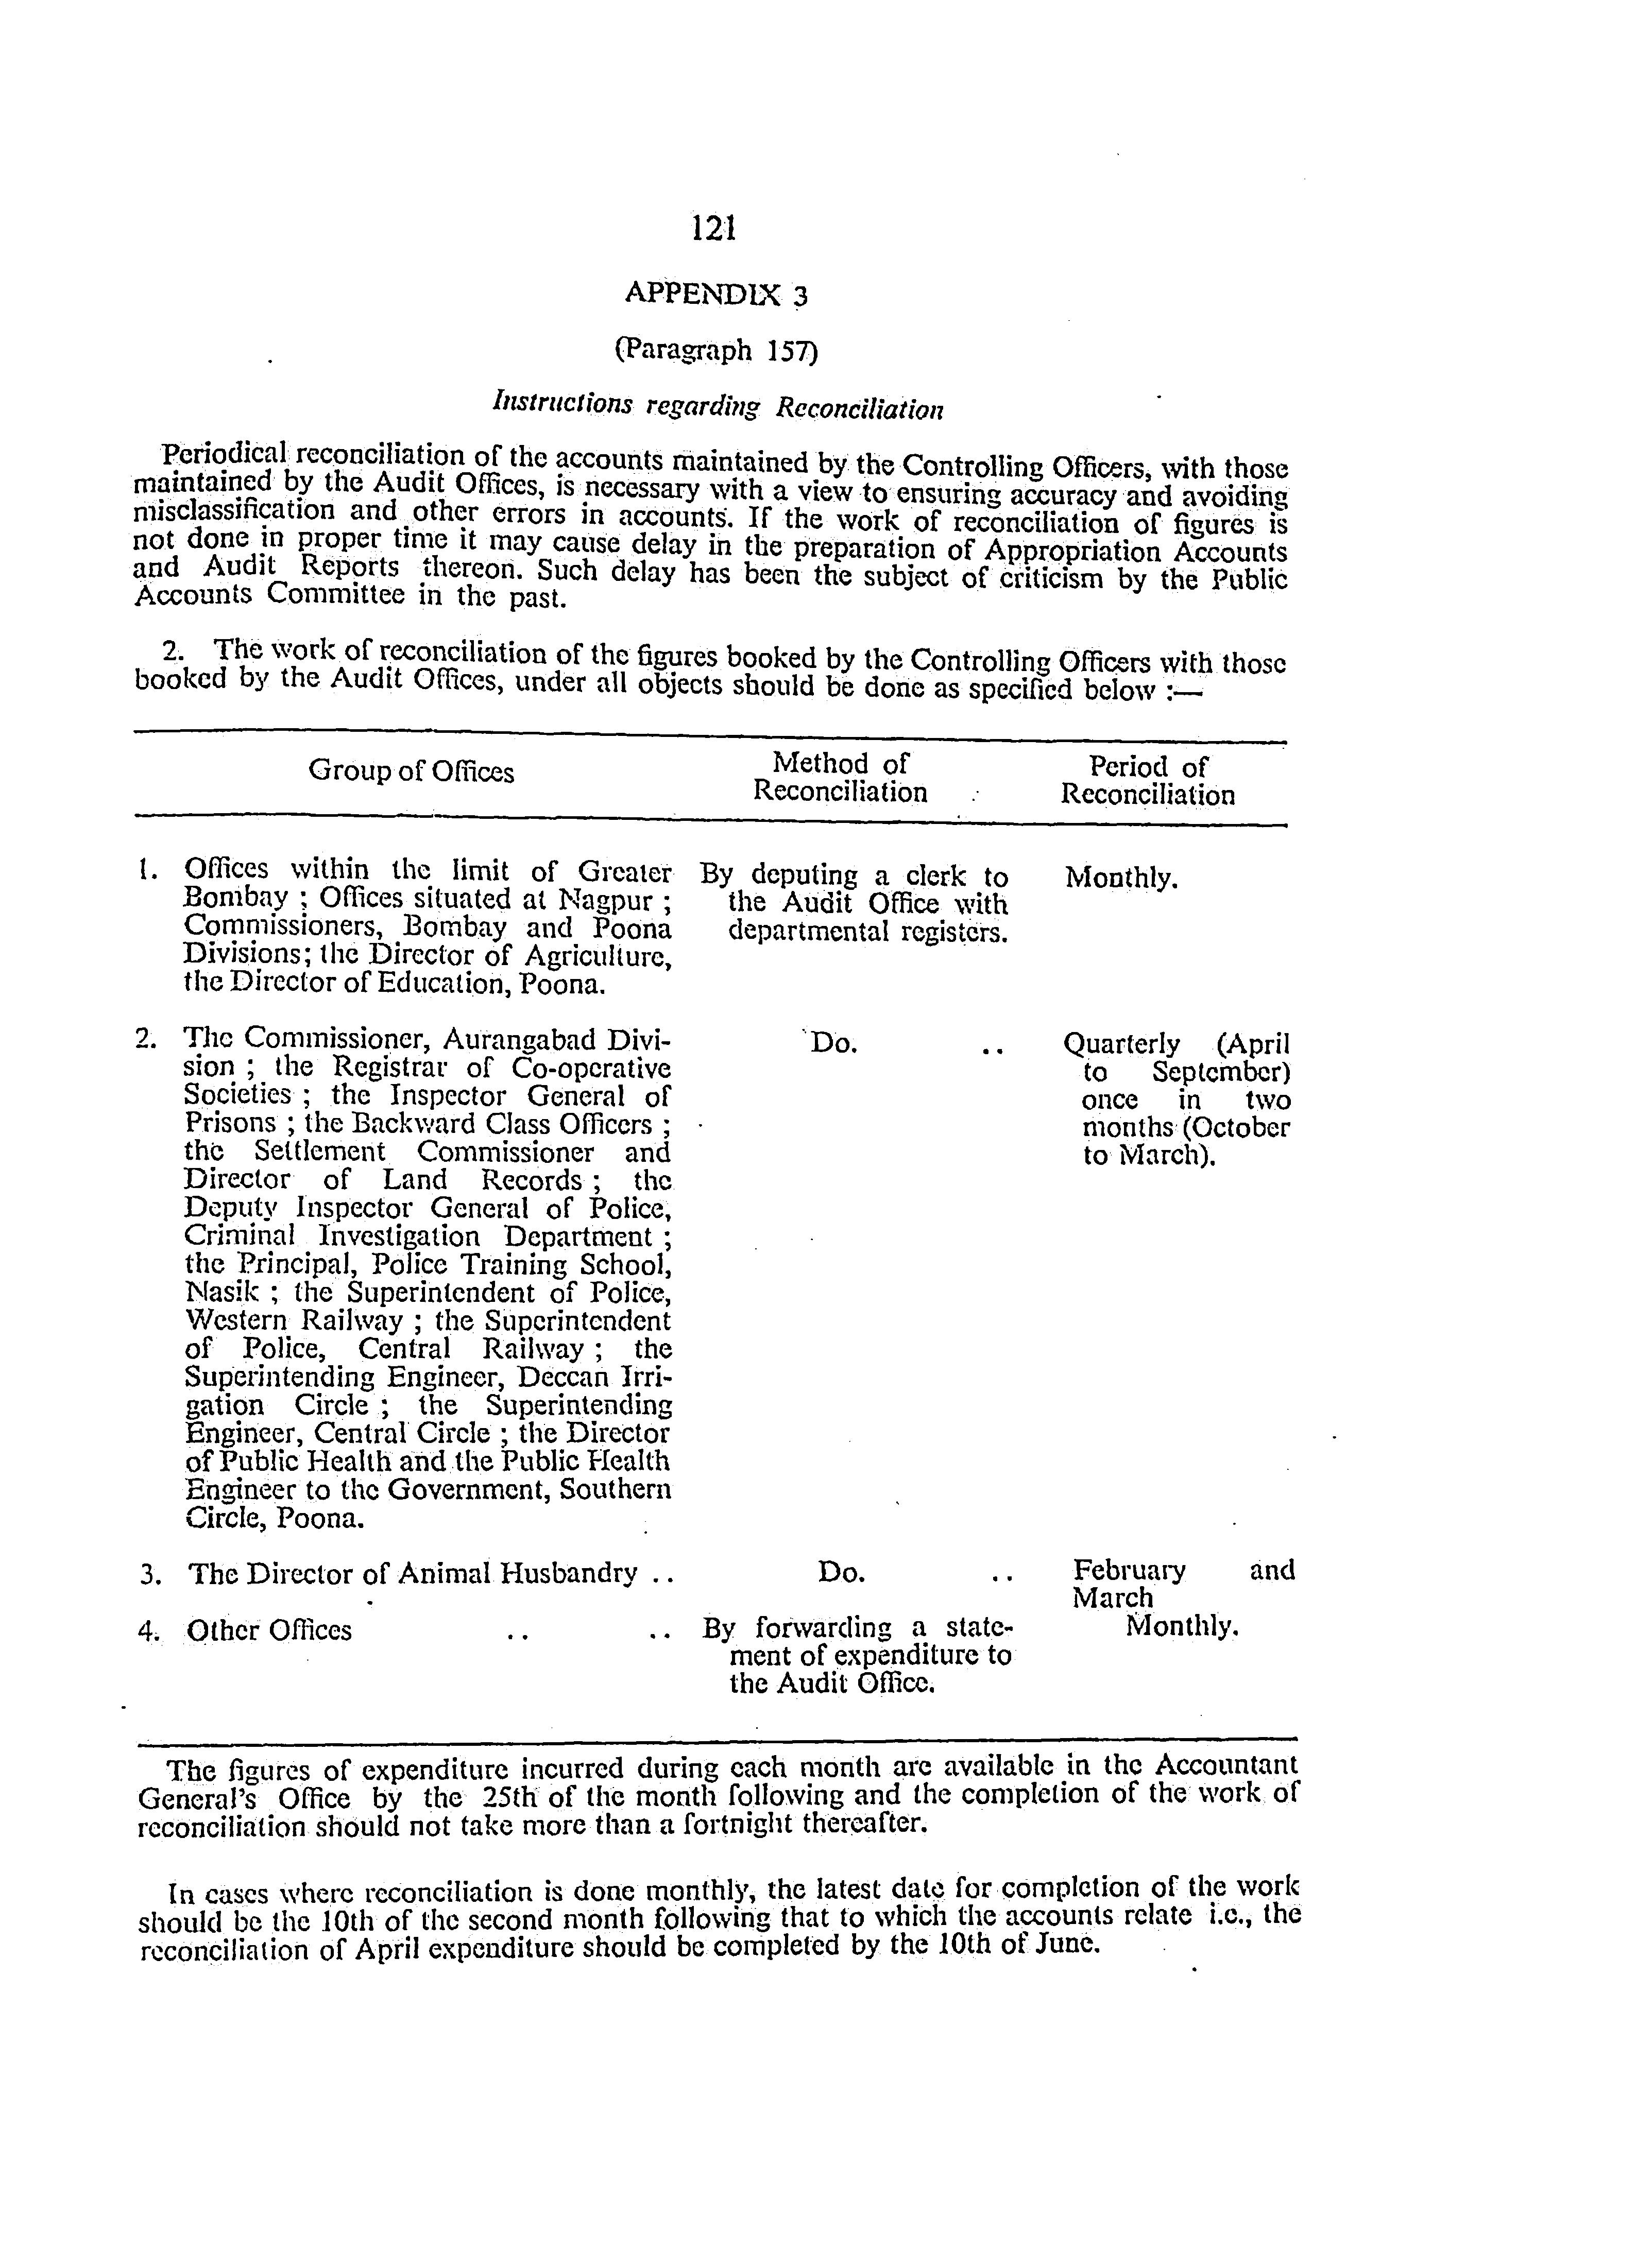 121
APPENDIX 3
(Paragraph 157)
Instructions regarding Reconciliation
Periodical reconciliation of the accounts maintained by the Controlling Officers, with those
maintained by the Audit Offices, is necessary with a view to ensuring accuracy and avoiding
misclassification and other errors in accounts. If the work of reconciliation of figures is
not done in proper time it may cause delay in the preparation of Appropriation Accounts
and Audit Reports thereon. Such delay has been the subject of criticism by the Public
Accounts Committee in the past.
2. The work of reconciliation of the figures booked by the Controlling Officers with those
booked by the Audit Offices, under all objects should be done as specified below :—
Group of Offices
Method of
Reconciliation
Period of
Reconciliation
1. Offices within the limit of Greater
Bombay ; Offices situated at Nagpur ;
Commissioners, Bombay and Poona
Divisions; the Director of Agriculture,
the Director of Education, Poona.
By deputing a clerk to
the Audit Office with
departmental registers.
Monthly.
2. The Commissioner, Aurangabad Divi-
sion ; the Registrar of Co-operative
Societies ; the Inspector General of
Prisons ; the Backward Class Officers ;
the Settlement Commissioner and
Director of Land Records ; the
Deputy Inspector General of Police,
Criminal Investigation Department ;
the Principal, Police Training School,
Nasik ; the Superintendent of Police,
Western Railway ; the Superintendent
of Police, Central Railway ; the
Superintending Engineer, Deccan Irri-
gation Circle ; the Superintending
Engineer, Central Circle ; the Director
of Public Health and the Public Health
Engineer to the Government, Southern
Circle, Poona.
Do. ..
Quarterly (April
to September)
once in two
months (October
to March).
3. The Director of Animal Husbandry ..
Do. ..
February and
March
4. Other Offices .. ..
By forwarding a state-
ment of expenditure to
the Audit Office.
Monthly.
The figures of expenditure incurred during each month are available in the Accountant
General's Office by the 25th of the month following and the completion of the work of
reconciliation should not take more than a fortnight thereafter.
In cases where reconciliation is done monthly, the latest date for completion of the work
should be the 10th of the second month following that to which the accounts relate i.e., the
reconciliation of April expenditure should be completed by the 10th of June.